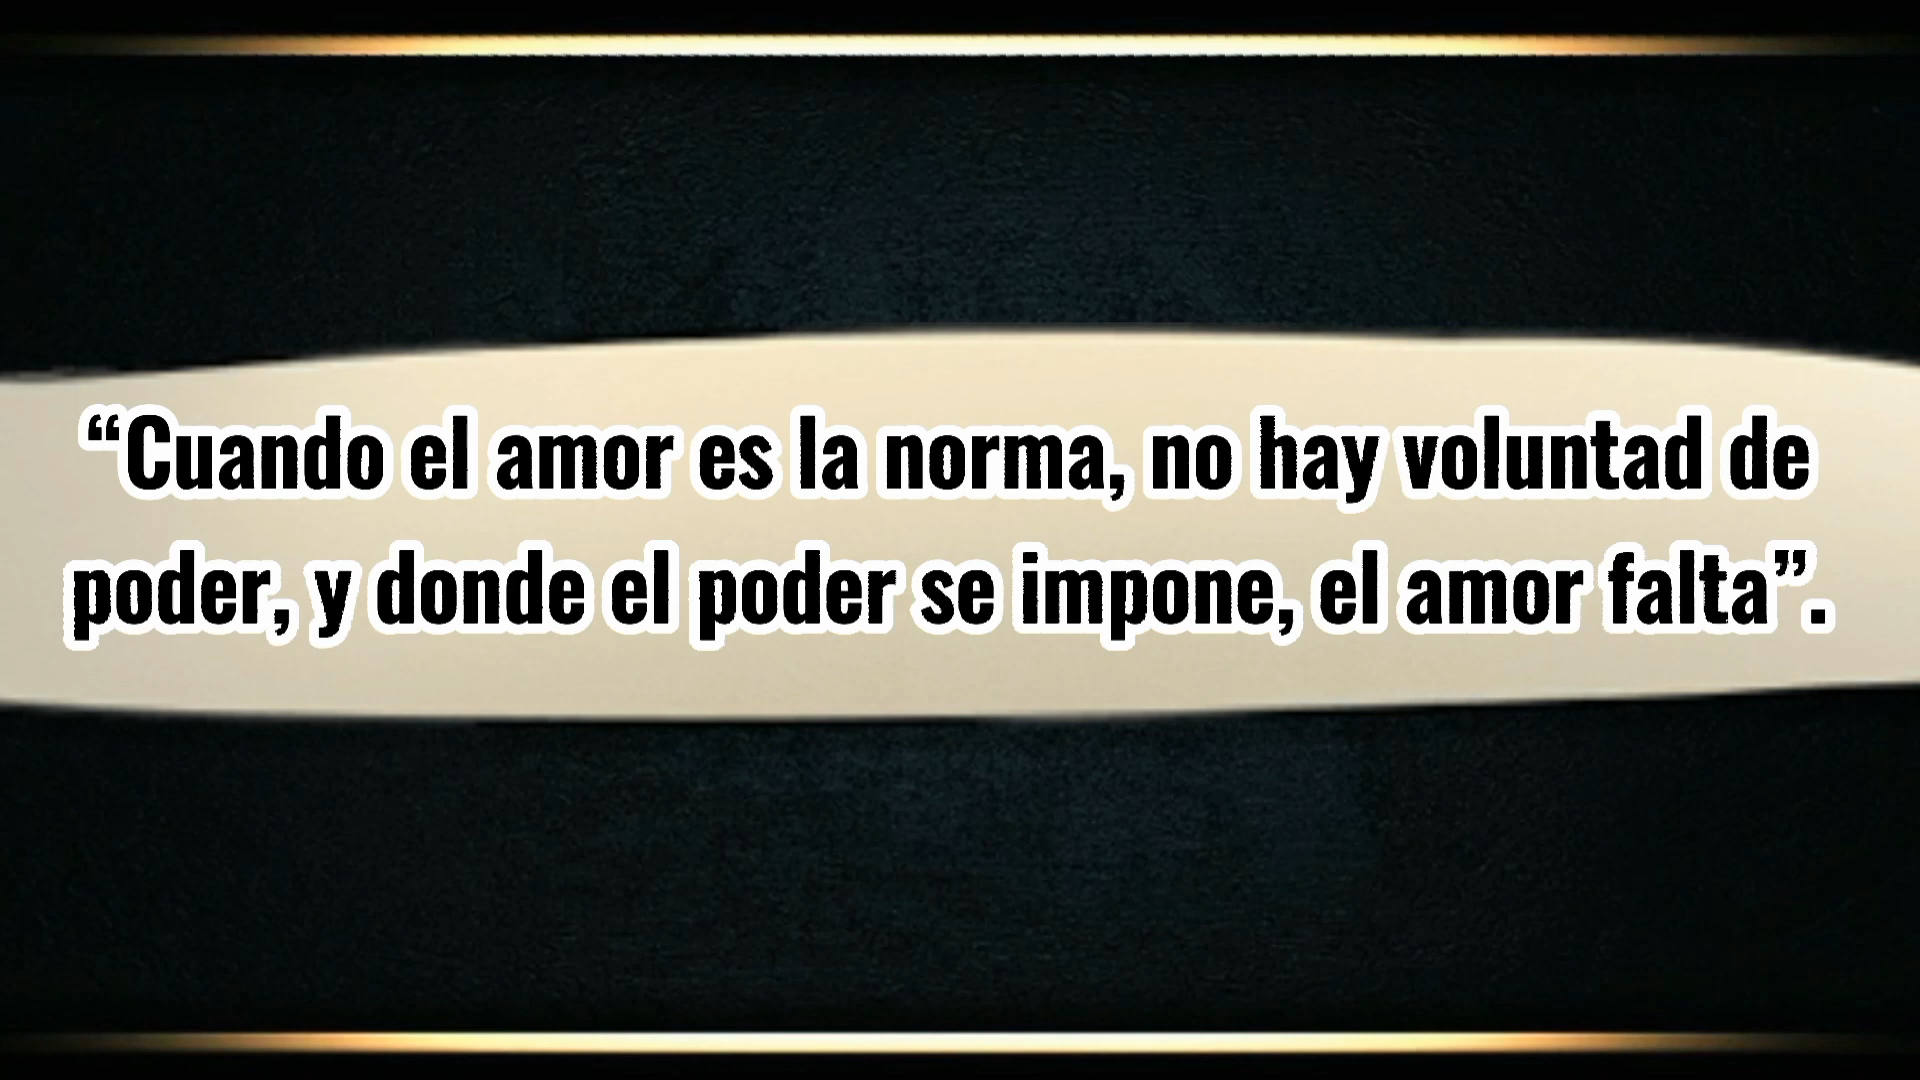 “Cuando el amor es la norma, no hay voluntad de
poder, y donde el poder se impone, el amor falta”.